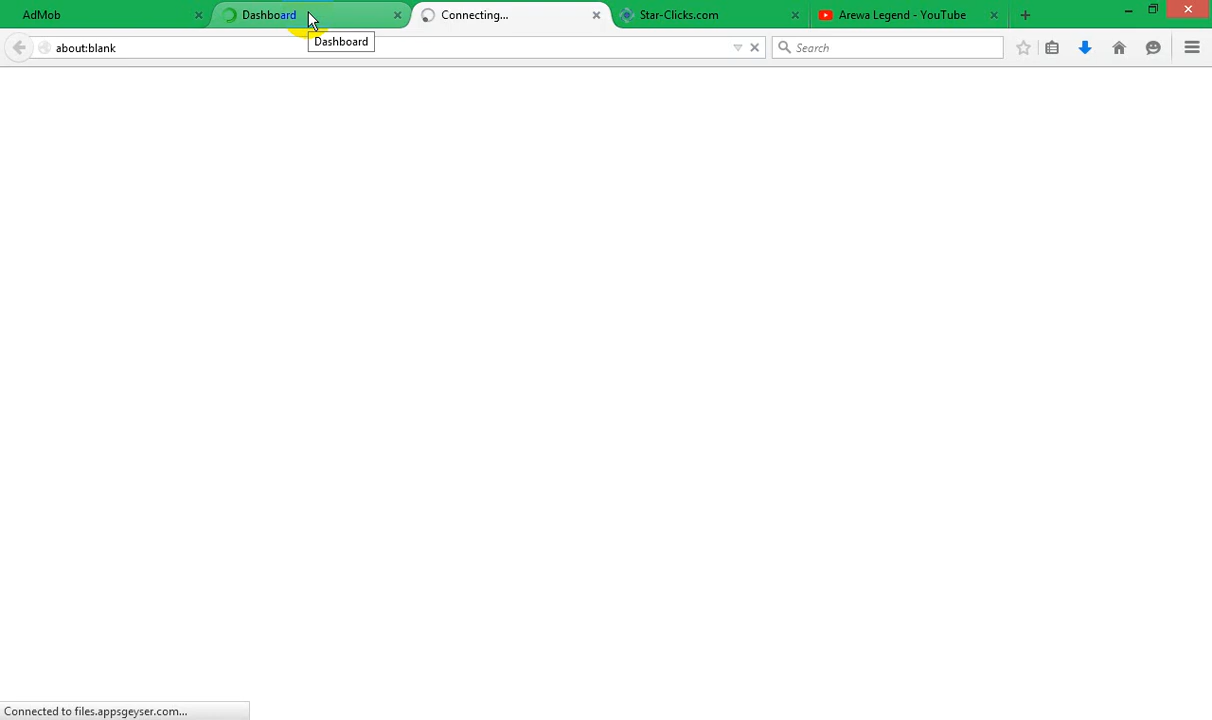 AdMob
Dashboard
Connecting...
Star-Clicks.com
Arewa Legend - YouTube
Dashboard
about:blank
Search
Connected to files.appsgeyser.com...